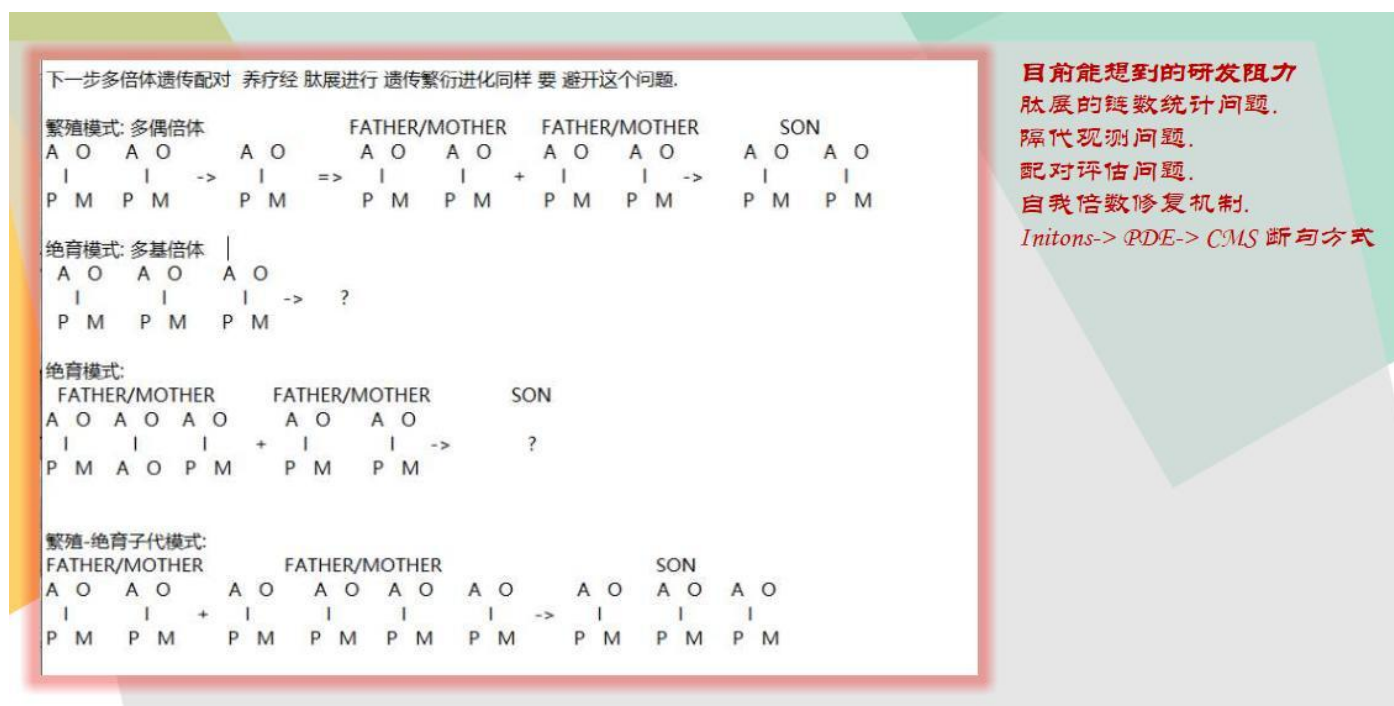 下一步多倍体遗传配对 养疗经 肽展进行 遗传繁衍进化同样 要 避开这个问题.
繁殖模式: 多偶倍体 FATHER/MOTHER FATHER/MOTHER SON
A O A O A O A O A O A O A O A O A O
I I -> I => I I + I I -> I I
P M P M P M P M P M P M P M P M P M
绝育模式: 多基倍体
A O A O A O
I I I -> ?
P M P M P M
绝育模式:
FATHER/MOTHER FATHER/MOTHER SON
A O A O A O A O A O
I I I + I I -> ?
P M A O P M P M P M
繁殖-绝育子代模式:
FATHER/MOTHER FATHER/MOTHER SON
A O A O A O A O A O A O A O A O A O
I I + I I I I -> I I I
P M P M P M P M P M P M P M P M P M
目前能想到的研发阻力
肽展的链数统计问题.
隔代观测问题.
配对评估问题.
自我倍数修复机制.
Initons-> PDE-> CMS 断句方式